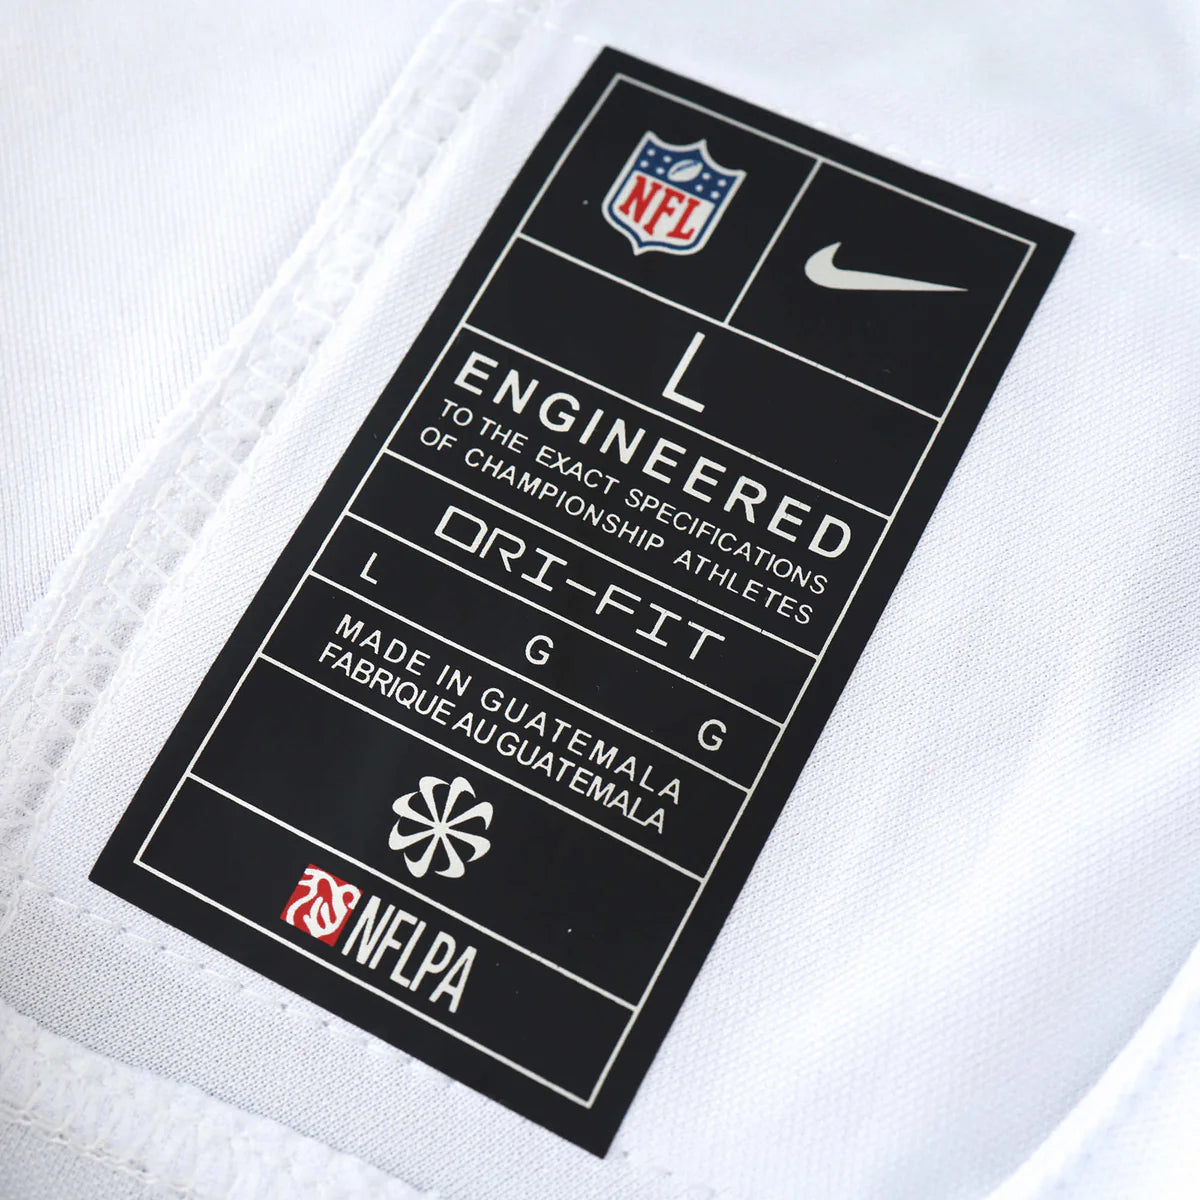 NFL
L
ENGINEERED
TO THE EXACT SPECIFICATIONS
OF CHAMPIONSHIP ATHLETES
DRI-FIT
L G G
MADE IN GUATEMALA
FABRIQUE AU GUATEMALA
NFLPA